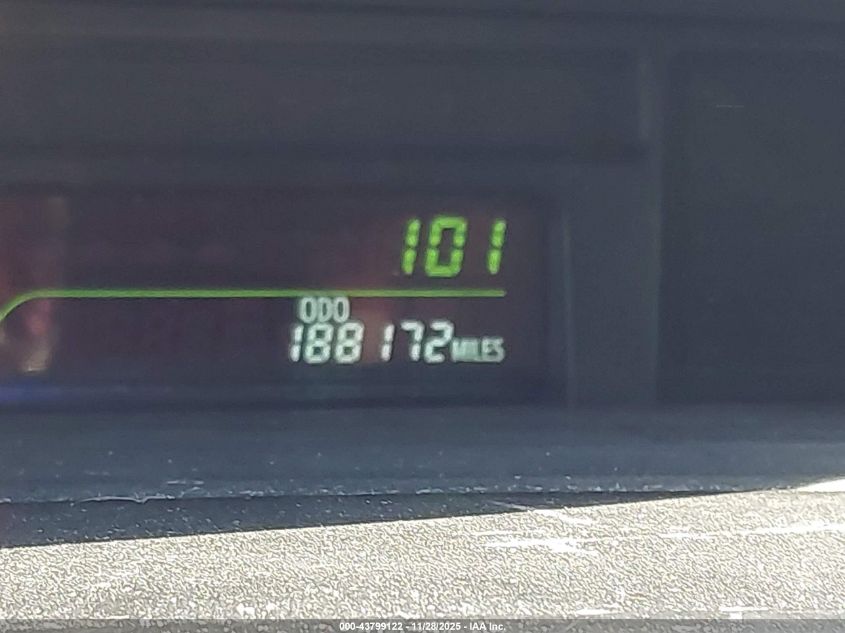 101
ODO
188172 MILES
000-43799122 - 11/28/2025 - IAA Inc.